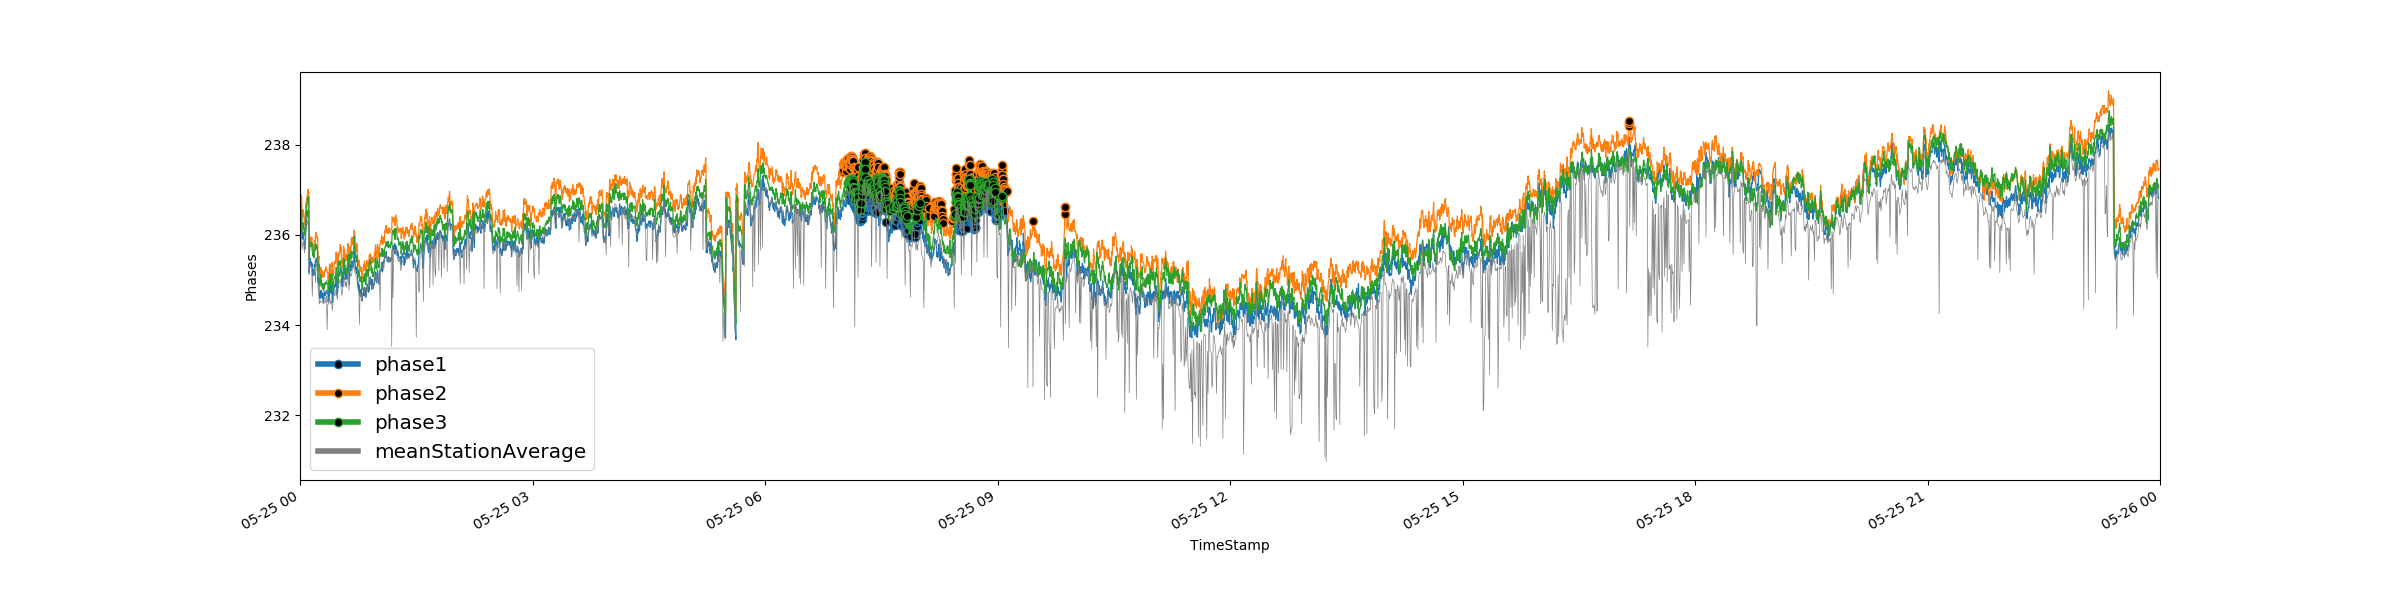 238
236
234
232
Phases
phase1
phase2
phase3
meanStationAverage
05-25 00
05-25 03
05-25 06
05-25 09
05-25 12
05-25 15
05-25 18
05-25 21
05-26 00
TimeStamp